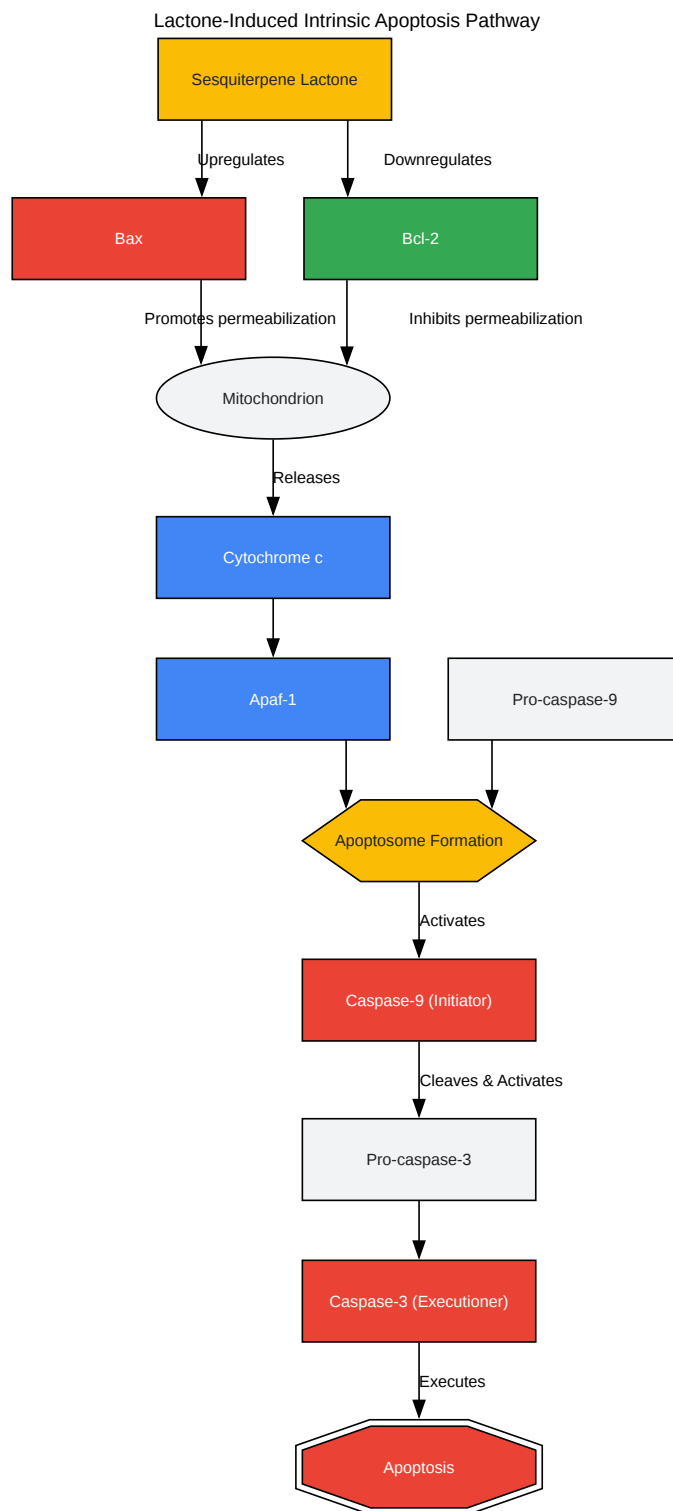 Lactone-Induced Intrinsic Apoptosis Pathway
Sesquiterpene Lactone
Upregulates
Downregulates
Bax
Bcl-2
Promotes permeabilization
Inhibits permeabilization
Mitochondrion
Releases
Cytochrome c
Apaf-1
Pro-caspase-9
Apoptosome Formation
Activates
Caspase-9 (Initiator)
Cleaves & Activates
Pro-caspase-3
Caspase-3 (Executioner)
Executes
Apoptosis